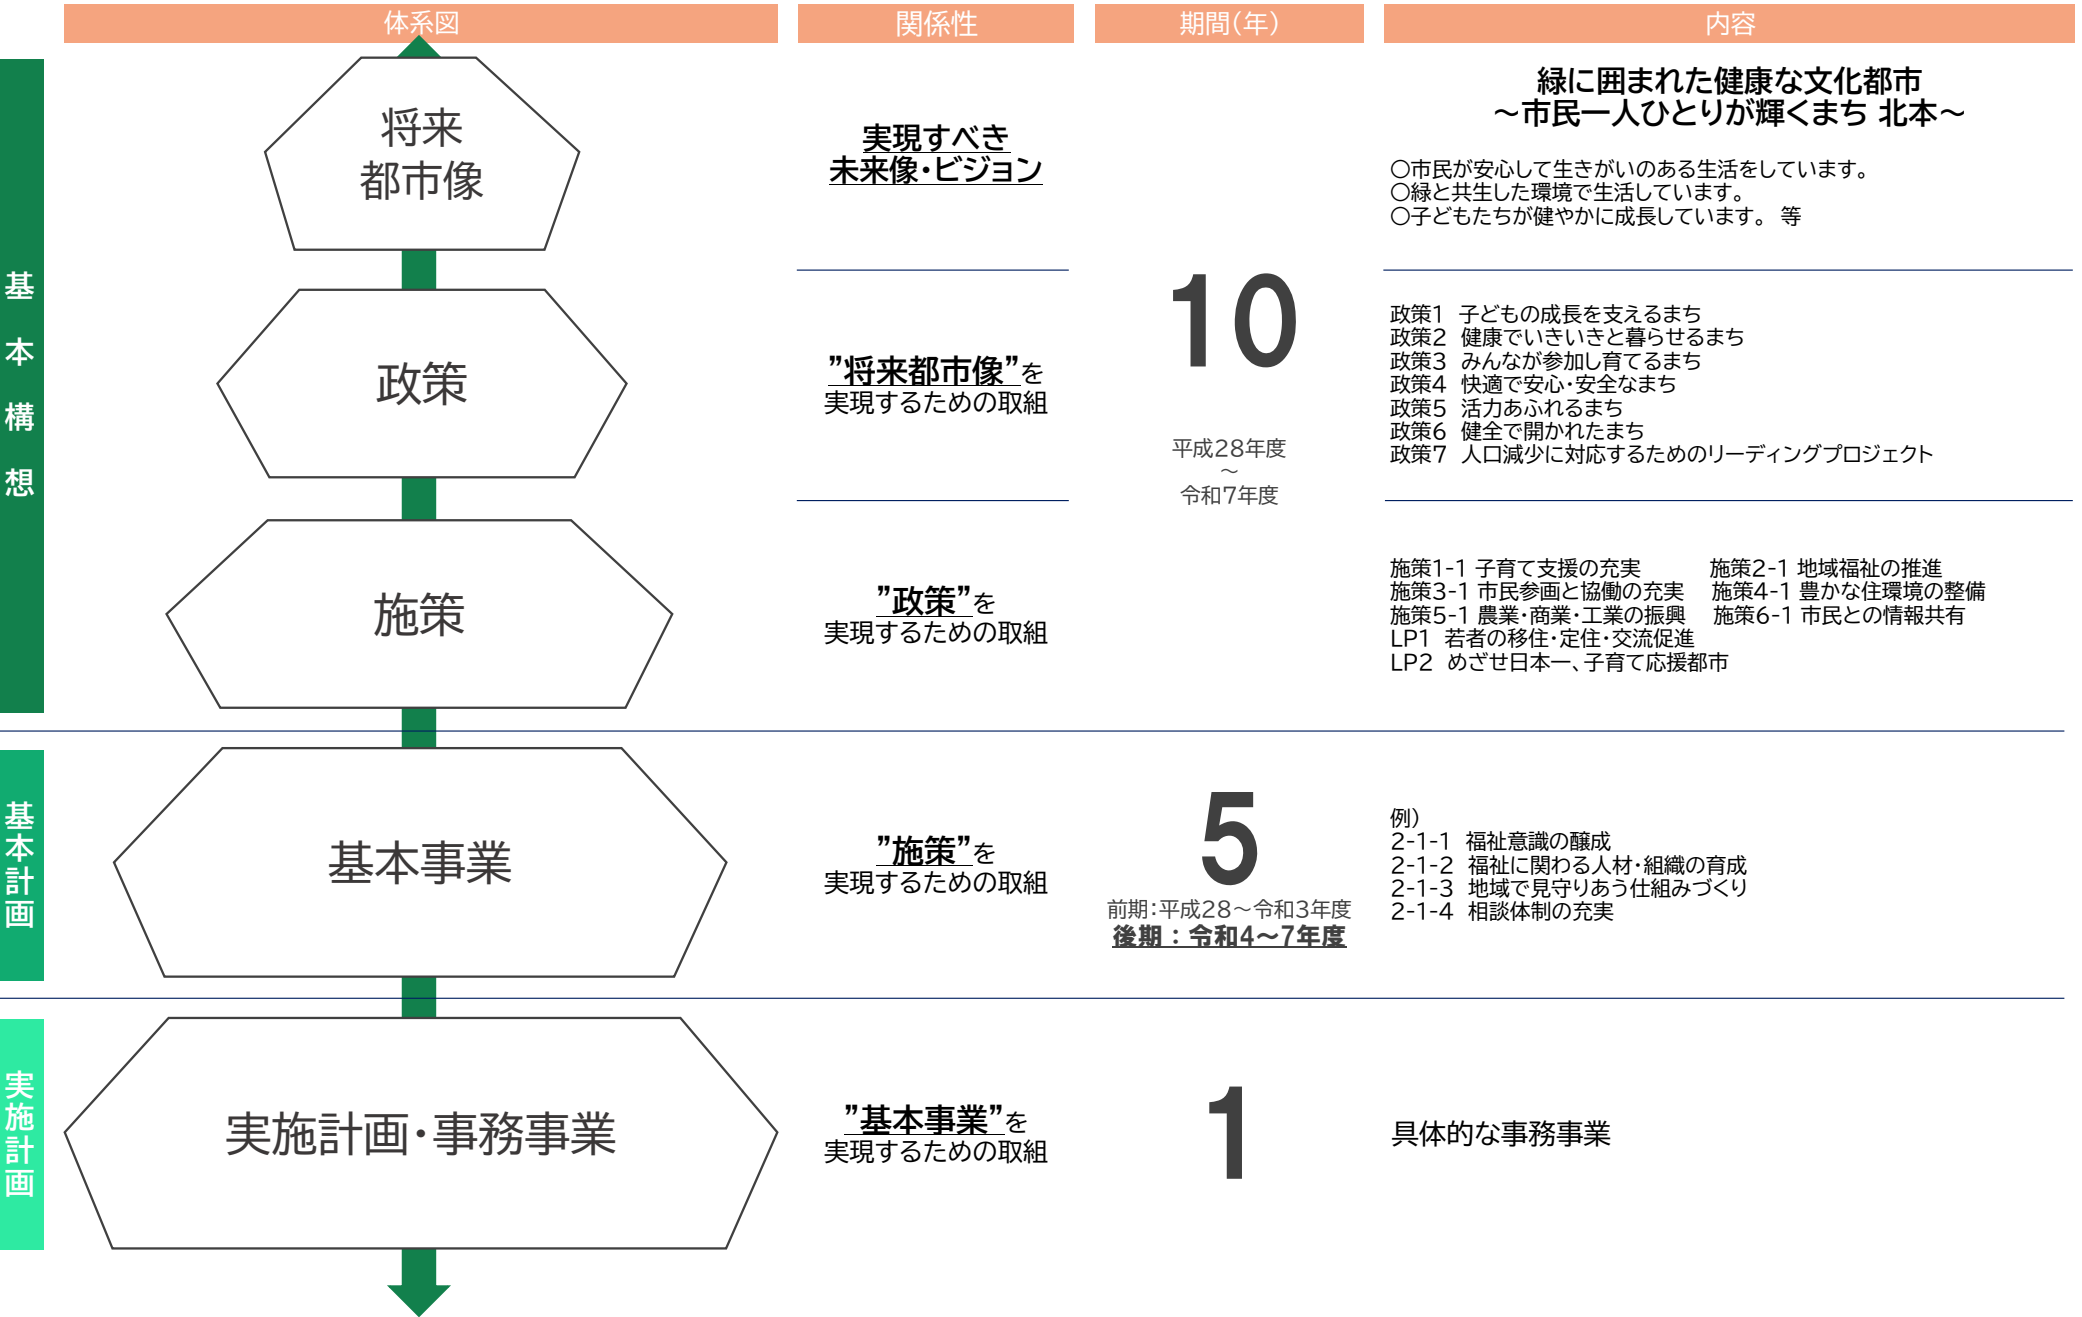 体系図
関係性
期間(年)
内容
基本構想
将来
都市像
実現すべき
未来像・ビジョン
緑に囲まれた健康な文化都市
～市民一人ひとりが輝くまち 北本～
〇市民が安心して生きがいのある生活をしています。
〇緑と共生した環境で生活しています。
〇子どもたちが健やかに成長しています。 等
10
平成28年度
～
令和7年度
政策
”将来都市像”を
実現するための取組
政策1 子どもの成長を支えるまち
政策2 健康でいきいきと暮らせるまち
政策3 みんなが参加し育てるまち
政策4 快適で安心・安全なまち
政策5 活力あふれるまち
政策6 健全で開かれたまち
政策7 人口減少に対応するためのリーディングプロジェクト
施策
”政策”を
実現するための取組
施策1-1 子育て支援の充実 施策2-1 地域福祉の推進
施策3-1 市民参画と協働の充実 施策4-1 豊かな住環境の整備
施策5-1 農業・商業・工業の振興 施策6-1 市民との情報共有
LP1 若者の移住・定住・交流促進
LP2 めざせ日本一、子育て応援都市
基本計画
基本事業
”施策”を
実現するための取組
5
前期：平成28～令和3年度
後期：令和4～7年度
例）
2-1-1 福祉意識の醸成
2-1-2 福祉に関わる人材・組織の育成
2-1-3 地域で見守りあう仕組みづくり
2-1-4 相談体制の充実
実施計画
実施計画・事務事業
”基本事業”を
実現するための取組
1
具体的な事務事業